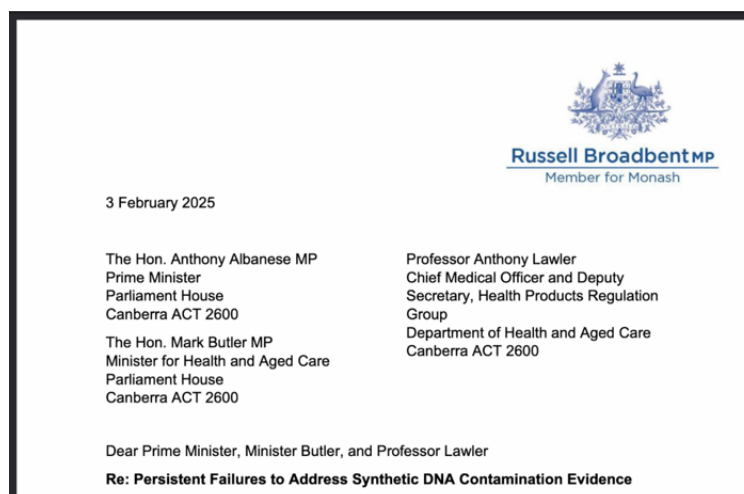 Russell Broadbent MP
Member for Monash
3 February 2025
The Hon. Anthony Albanese MP
Prime Minister
Parliament House
Canberra ACT 2600
The Hon. Mark Butler MP
Minister for Health and Aged Care
Parliament House
Canberra ACT 2600
Professor Anthony Lawler
Chief Medical Officer and Deputy
Secretary, Health Products Regulation
Group
Department of Health and Aged Care
Canberra ACT 2600
Dear Prime Minister, Minister Butler, and Professor Lawler
Re: Persistent Failures to Address Synthetic DNA Contamination Evidence